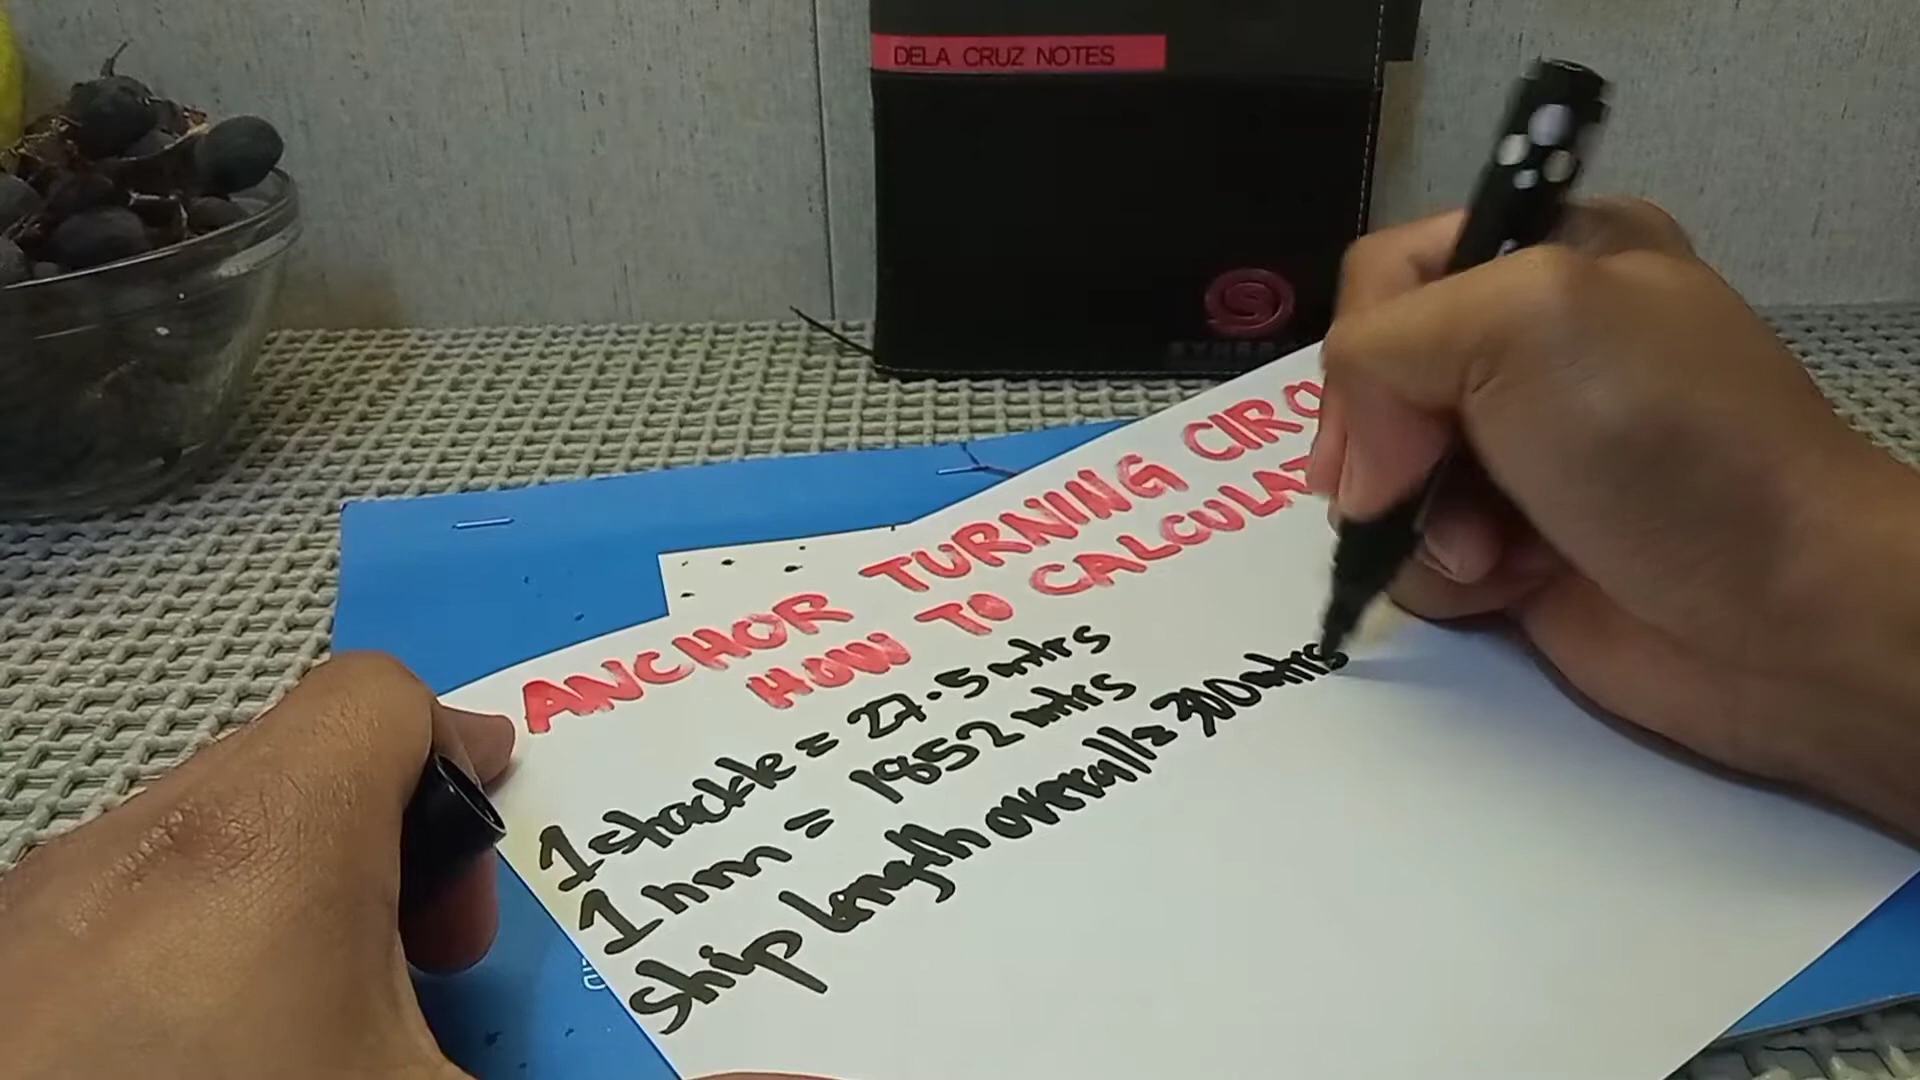 DELA CRUZ NOTES
ANCHOR TURNING CIRC
HOW TO CALCULAT
1 shackle = 27.5 mtrs
1 nm = 1852 mtrs
Ship length overall = 300 mtrs